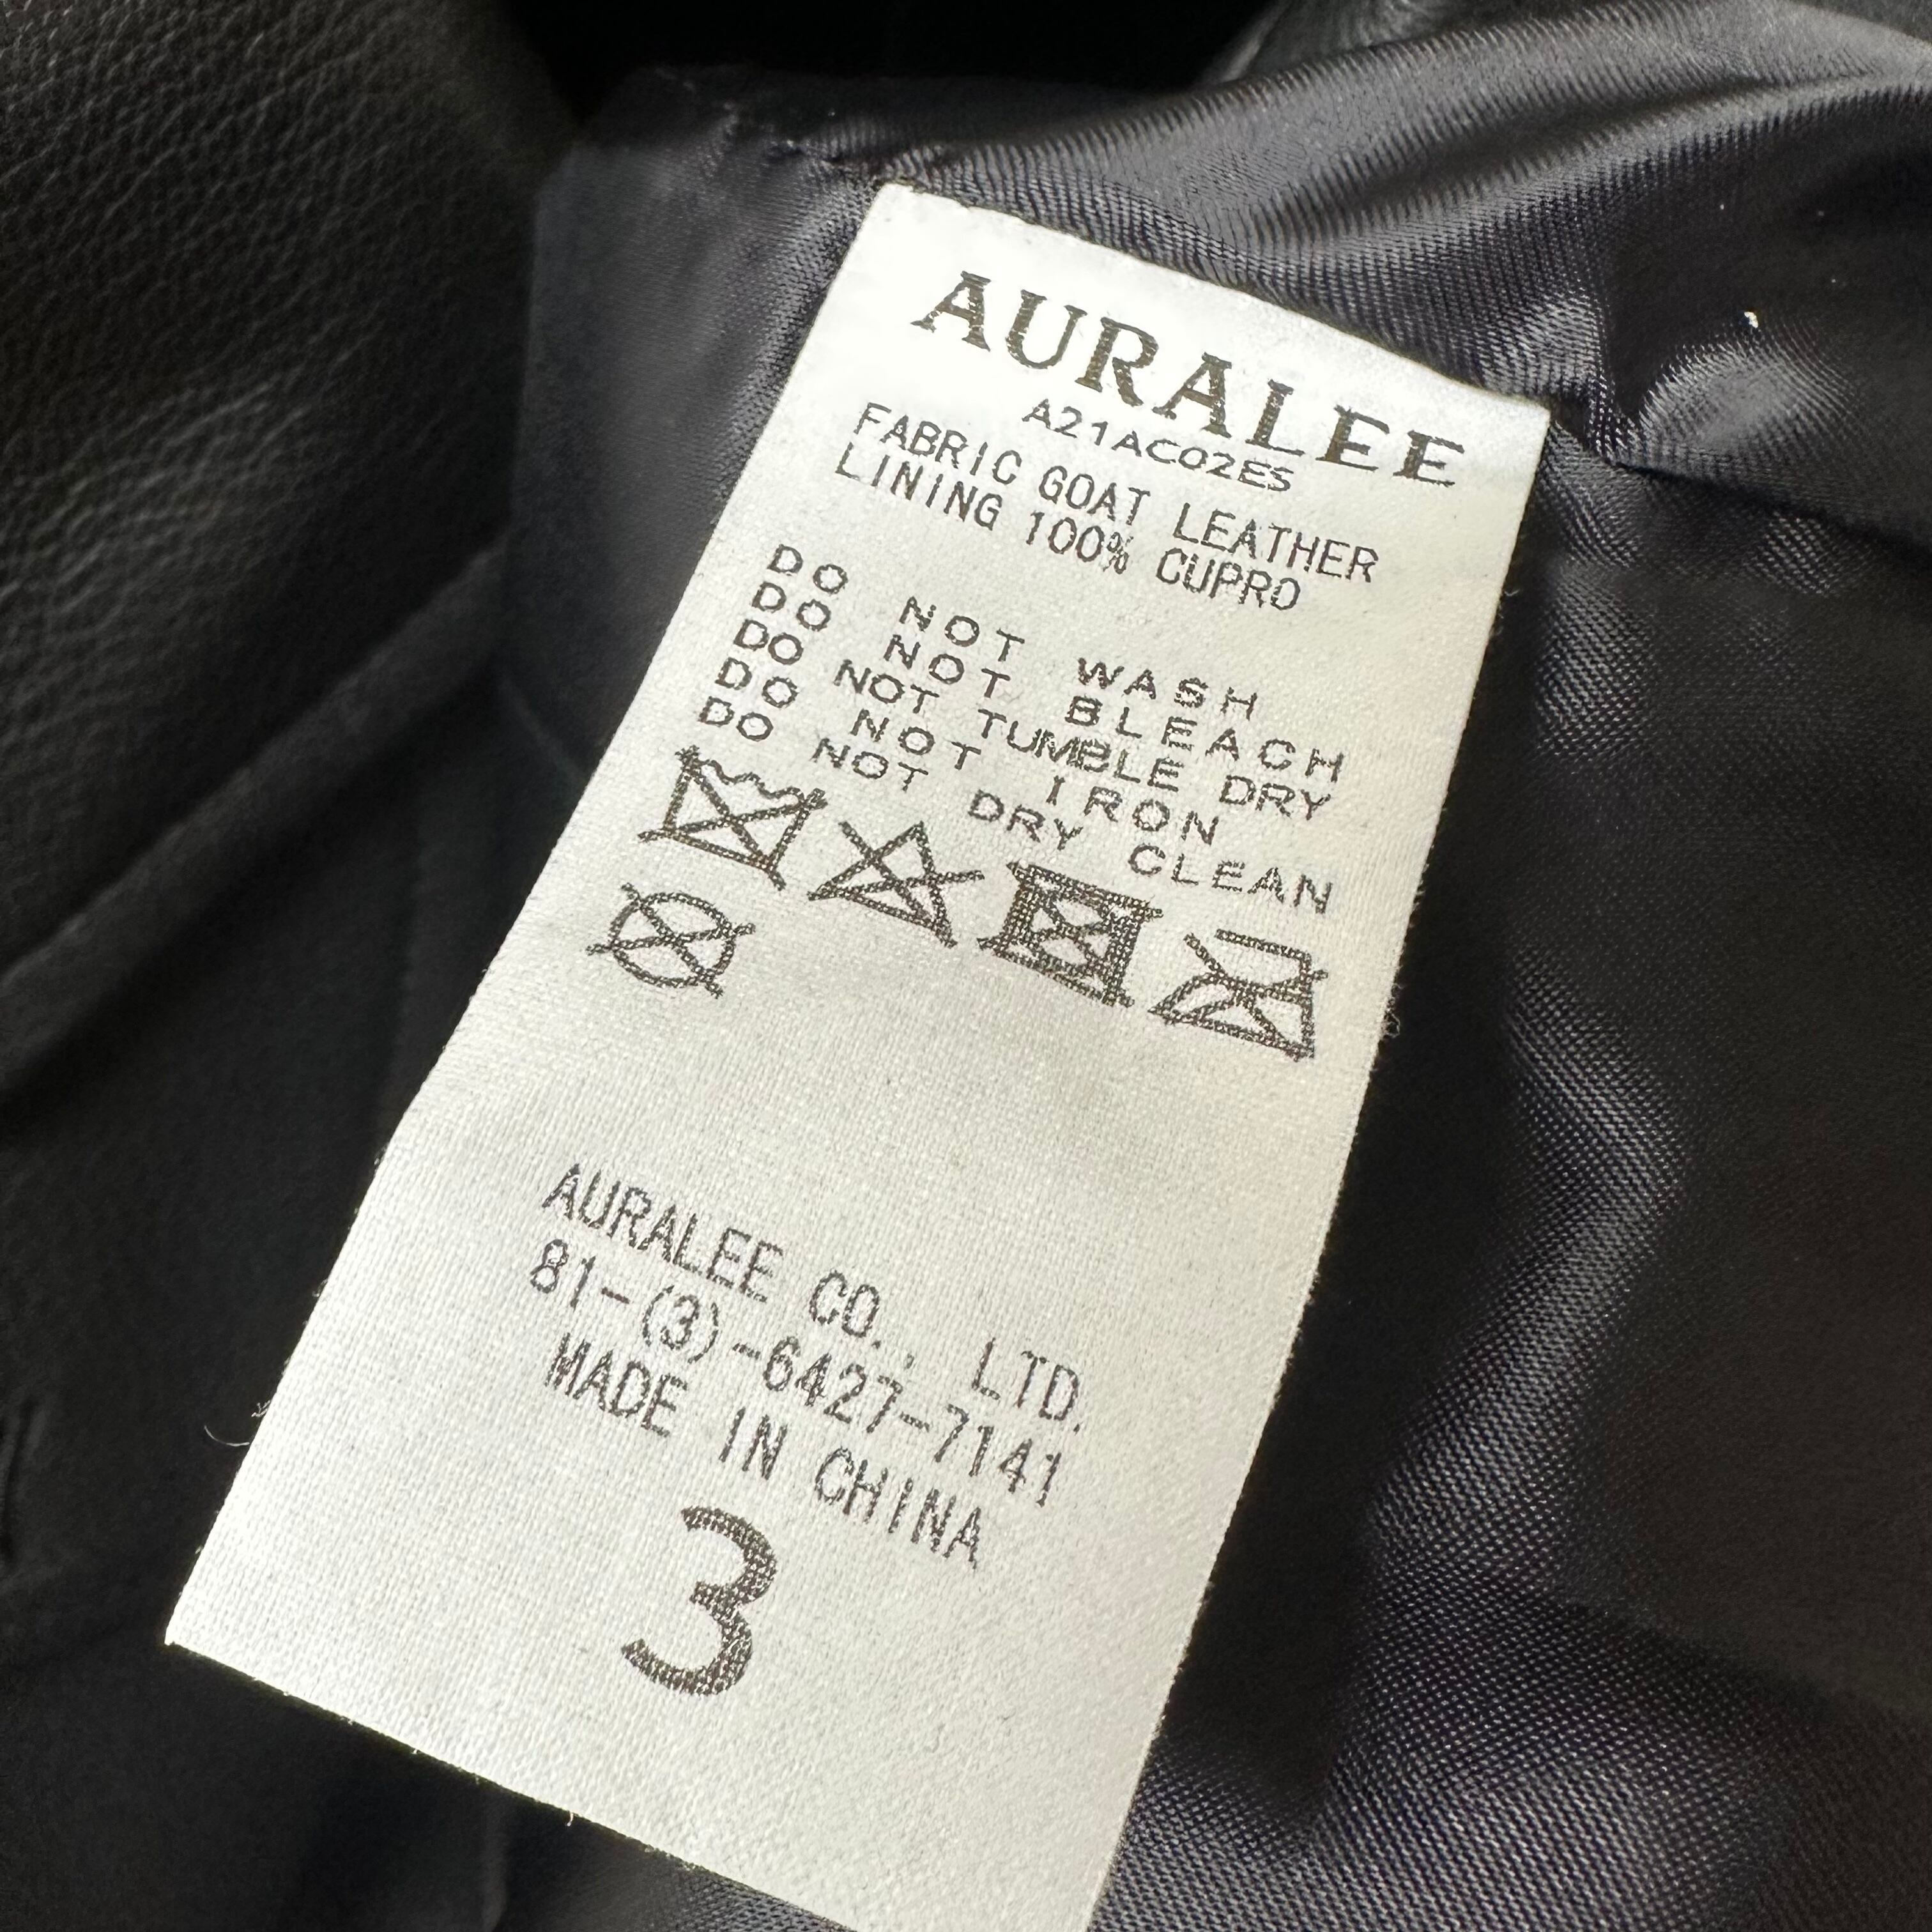 AURALEE
A21AC02ES
FABRIC GOAT LEATHER
LINING 100% CUPRO
DO NOT WASH
DO NOT BLEACH
DO NOT TUMBLE DRY
DO NOT IRON
DO NOT DRY CLEAN
AURALEE CO., LTD.
81-(3)-6427-7141
MADE IN CHINA
3